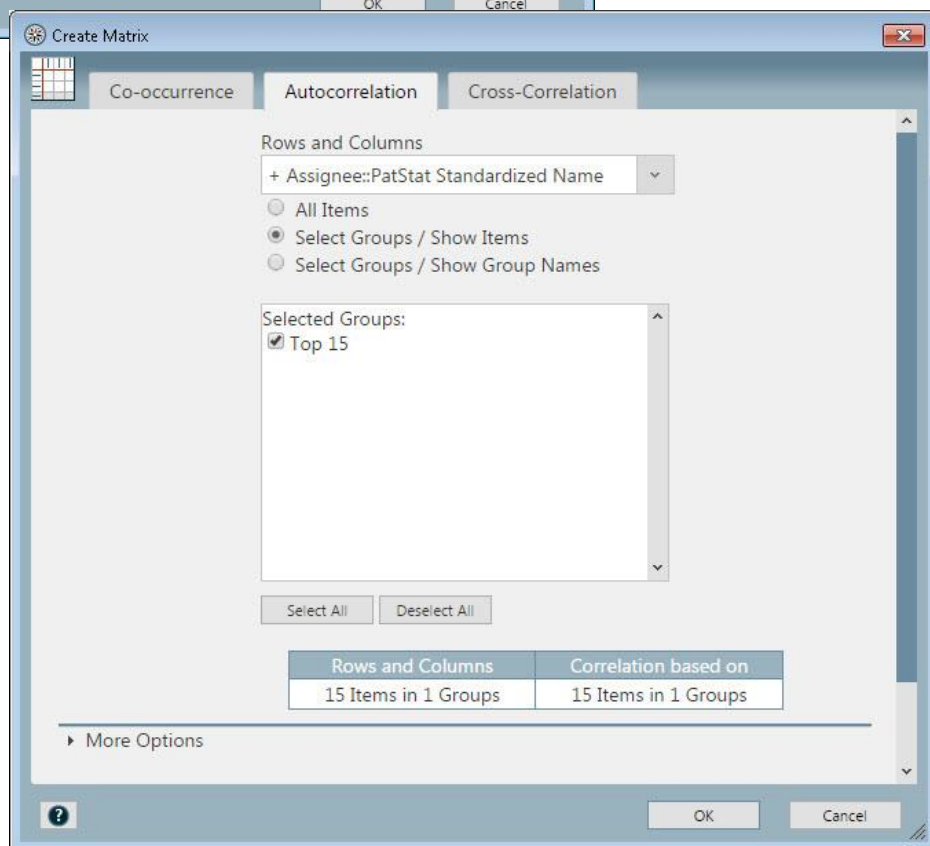 OK Cancel
Create Matrix
Co-occurrence Autocorrelation Cross-Correlation
Rows and Columns
+ Assignee::PatStat Standardized Name
All Items
Select Groups / Show Items
Select Groups / Show Group Names
Selected Groups:
Top 15
Select All Deselect All
Rows and Columns Correlation based on
15 Items in 1 Groups 15 Items in 1 Groups
More Options
? OK Cancel